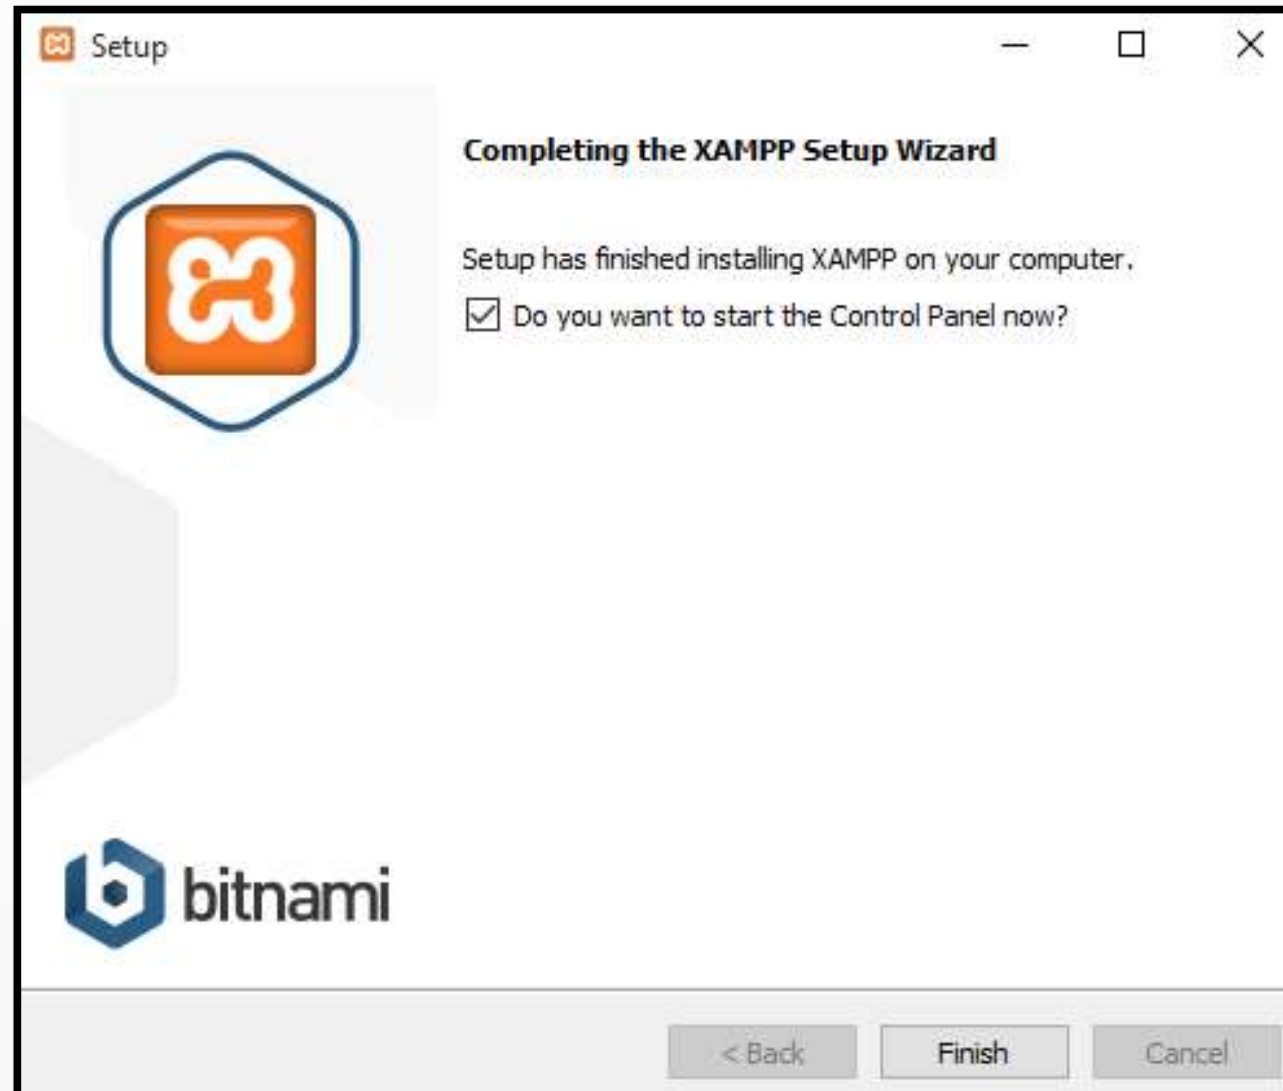 Setup
Completing the XAMPP Setup Wizard
Setup has finished installing XAMPP on your computer.
Do you want to start the Control Panel now?
bitnami
< Back
Finish
Cancel